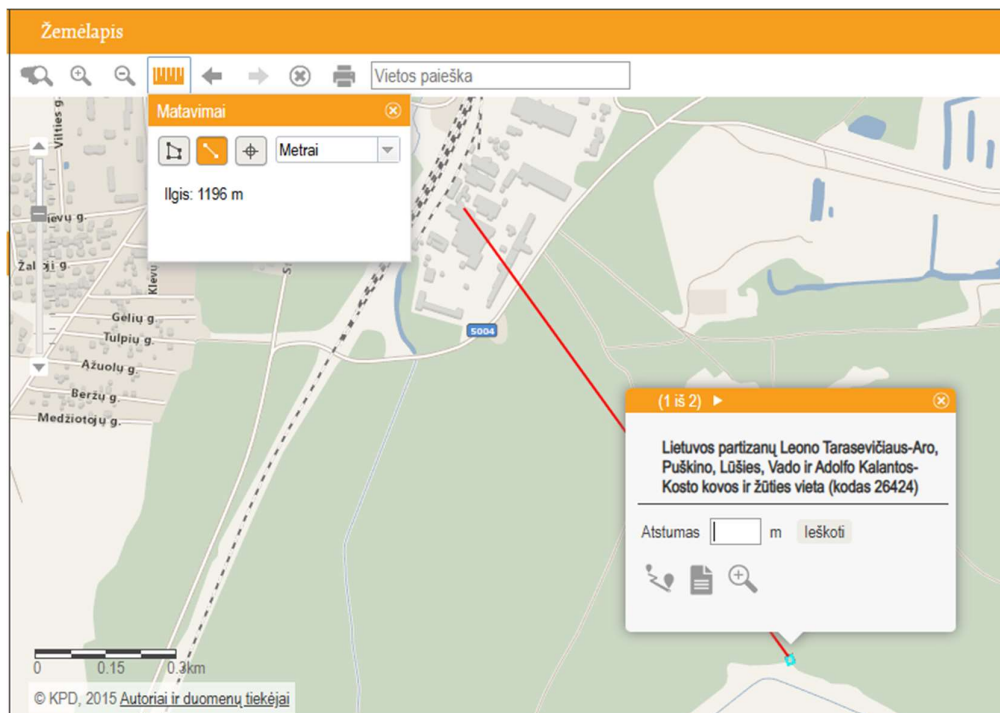 Žemėlapis
Vietos paieška
Matavimai
Metrai
Ilgis: 1196 m
Vilties g.
Klevų
Gėlių g.
Tulpių g.
Ąžuolų g.
Beržų g.
Medžiotojų g.
5004
(1 iš 2)
Lietuvos partizanų Leono Tarasevičiaus-Aro,
Puškino, Lūšies, Vado ir Adolfo Kalantos-
Kosto kovos ir žūties vieta (kodas 26424)
Atstumas m Ieškoti
0 0.15 0.3km
© KPD, 2015 Autoriai ir duomenų tiekėjai